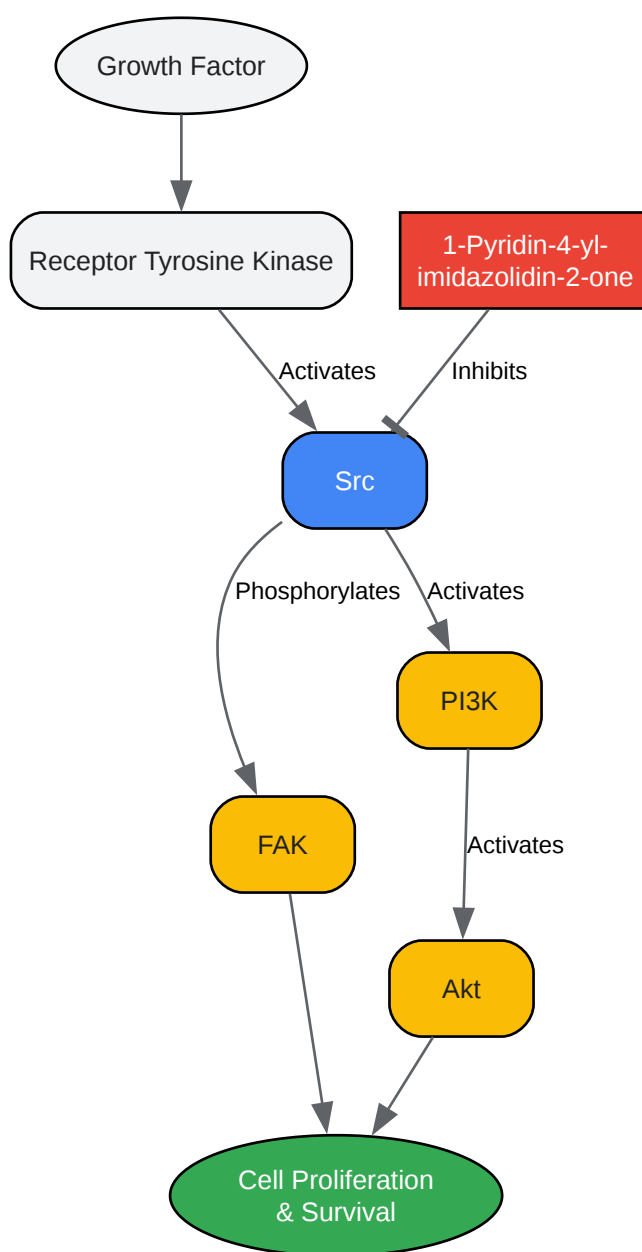 Growth Factor
Receptor Tyrosine Kinase
1-Pyridin-4-yl-
imidazolidin-2-one
Activates
Inhibits
Src
Phosphorylates
Activates
PI3K
FAK
Activates
Akt
Cell Proliferation
& Survival